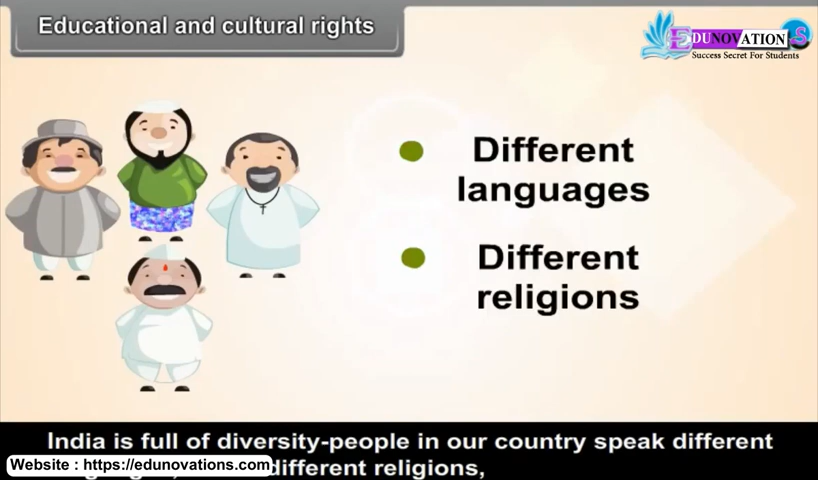 Educational and cultural rights
EDUNOVATIONS
Success Secret For Students
Different
languages
Different
religions
India is full of diversity-people in our country speak different
Website : https://edunovations.com
different religions,